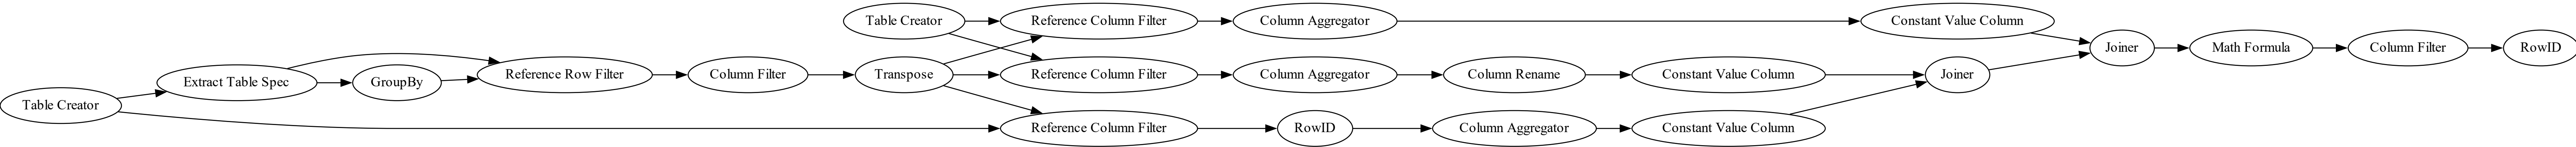 Table Creator
Reference Column Filter
Column Aggregator
Constant Value Column
Extract Table Spec
GroupBy
Reference Row Filter
Column Filter
Transpose
Joiner
Math Formula
Column Filter
RowID
Reference Column Filter
Column Aggregator
Column Rename
Constant Value Column
Joiner
Table Creator
Reference Column Filter
RowID
Column Aggregator
Constant Value Column